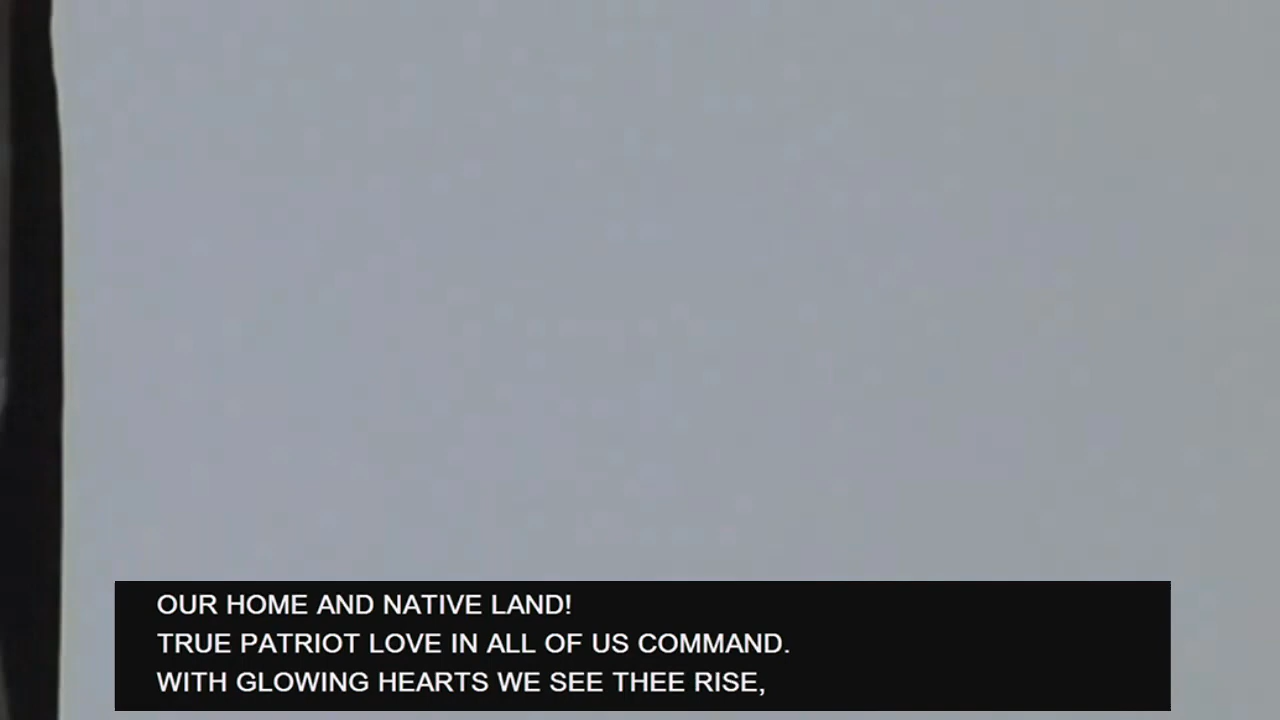 OUR HOME AND NATIVE LAND!
TRUE PATRIOT LOVE IN ALL OF US COMMAND.
WITH GLOWING HEARTS WE SEE THEE RISE,